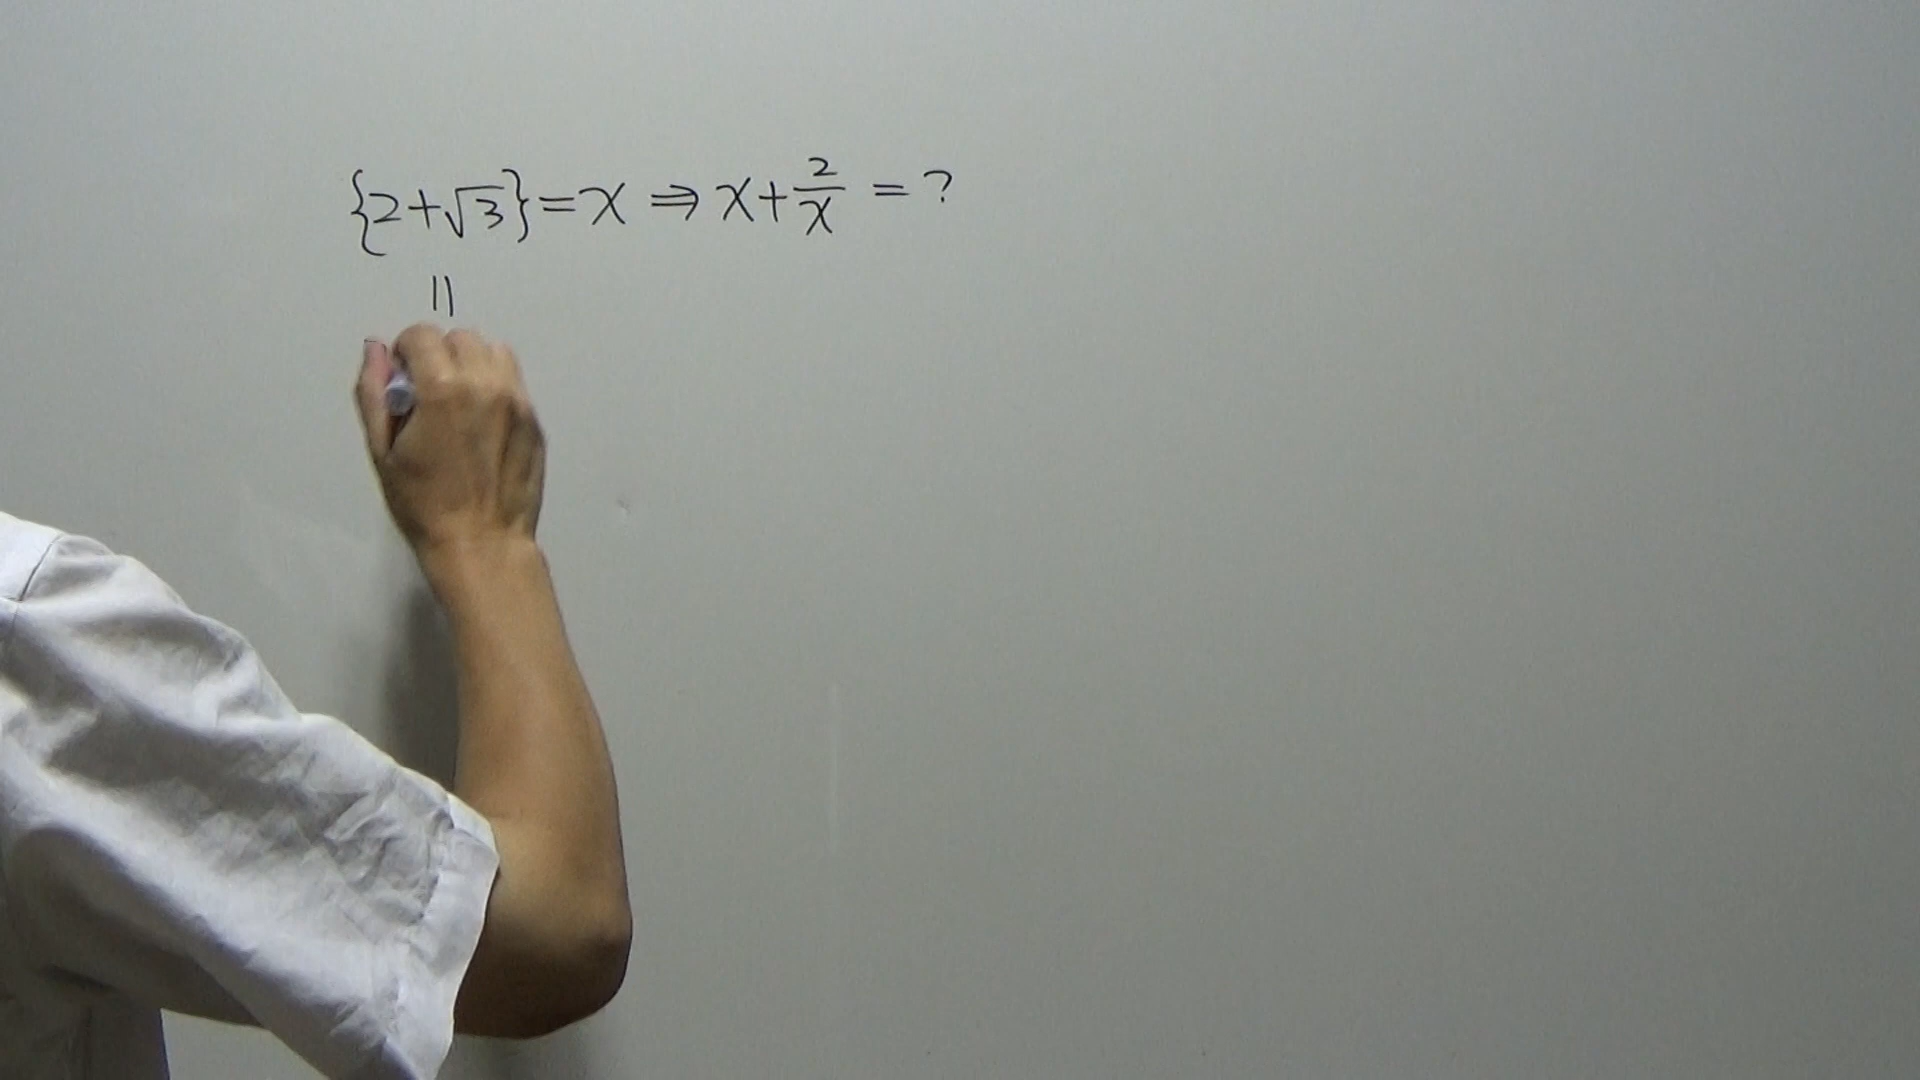 {2+√3}=x ⇒ x+2/x = ?
||